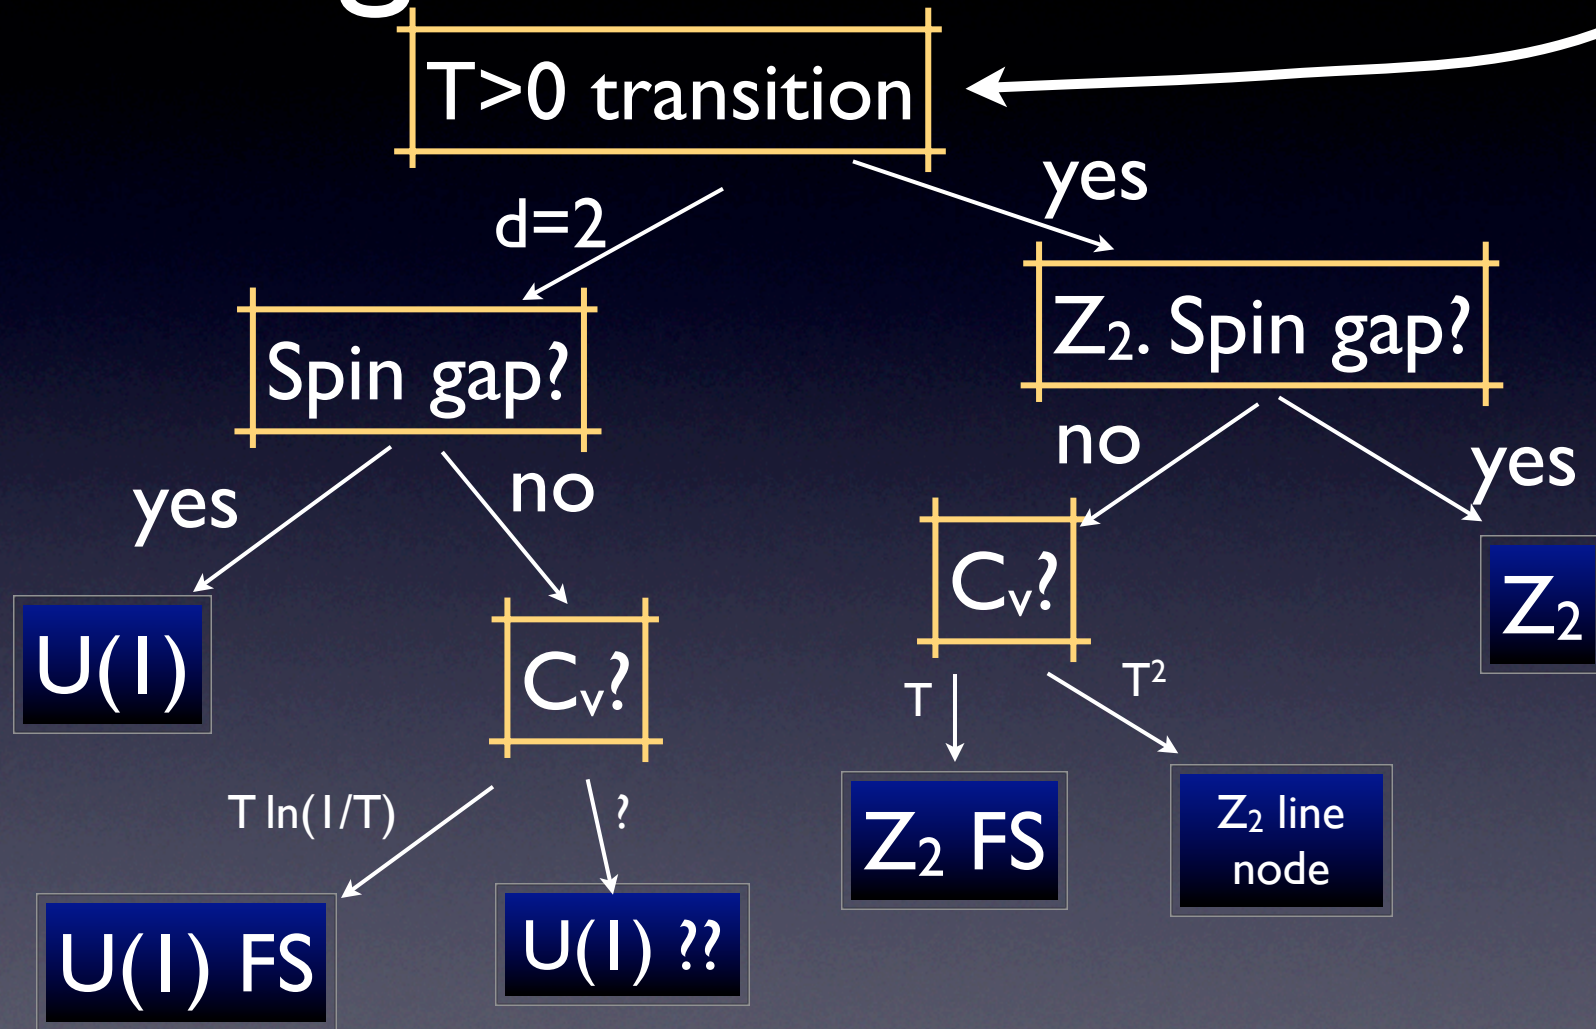 T>0 transition
yes
d=2
Z₂. Spin gap?
Spin gap?
no
yes
yes
no
Cᵥ?
Z₂
U(1)
Cᵥ?
T
T²
T ln(1/T)
?
Z₂ FS
Z₂ line
node
U(1) FS
U(1) ??